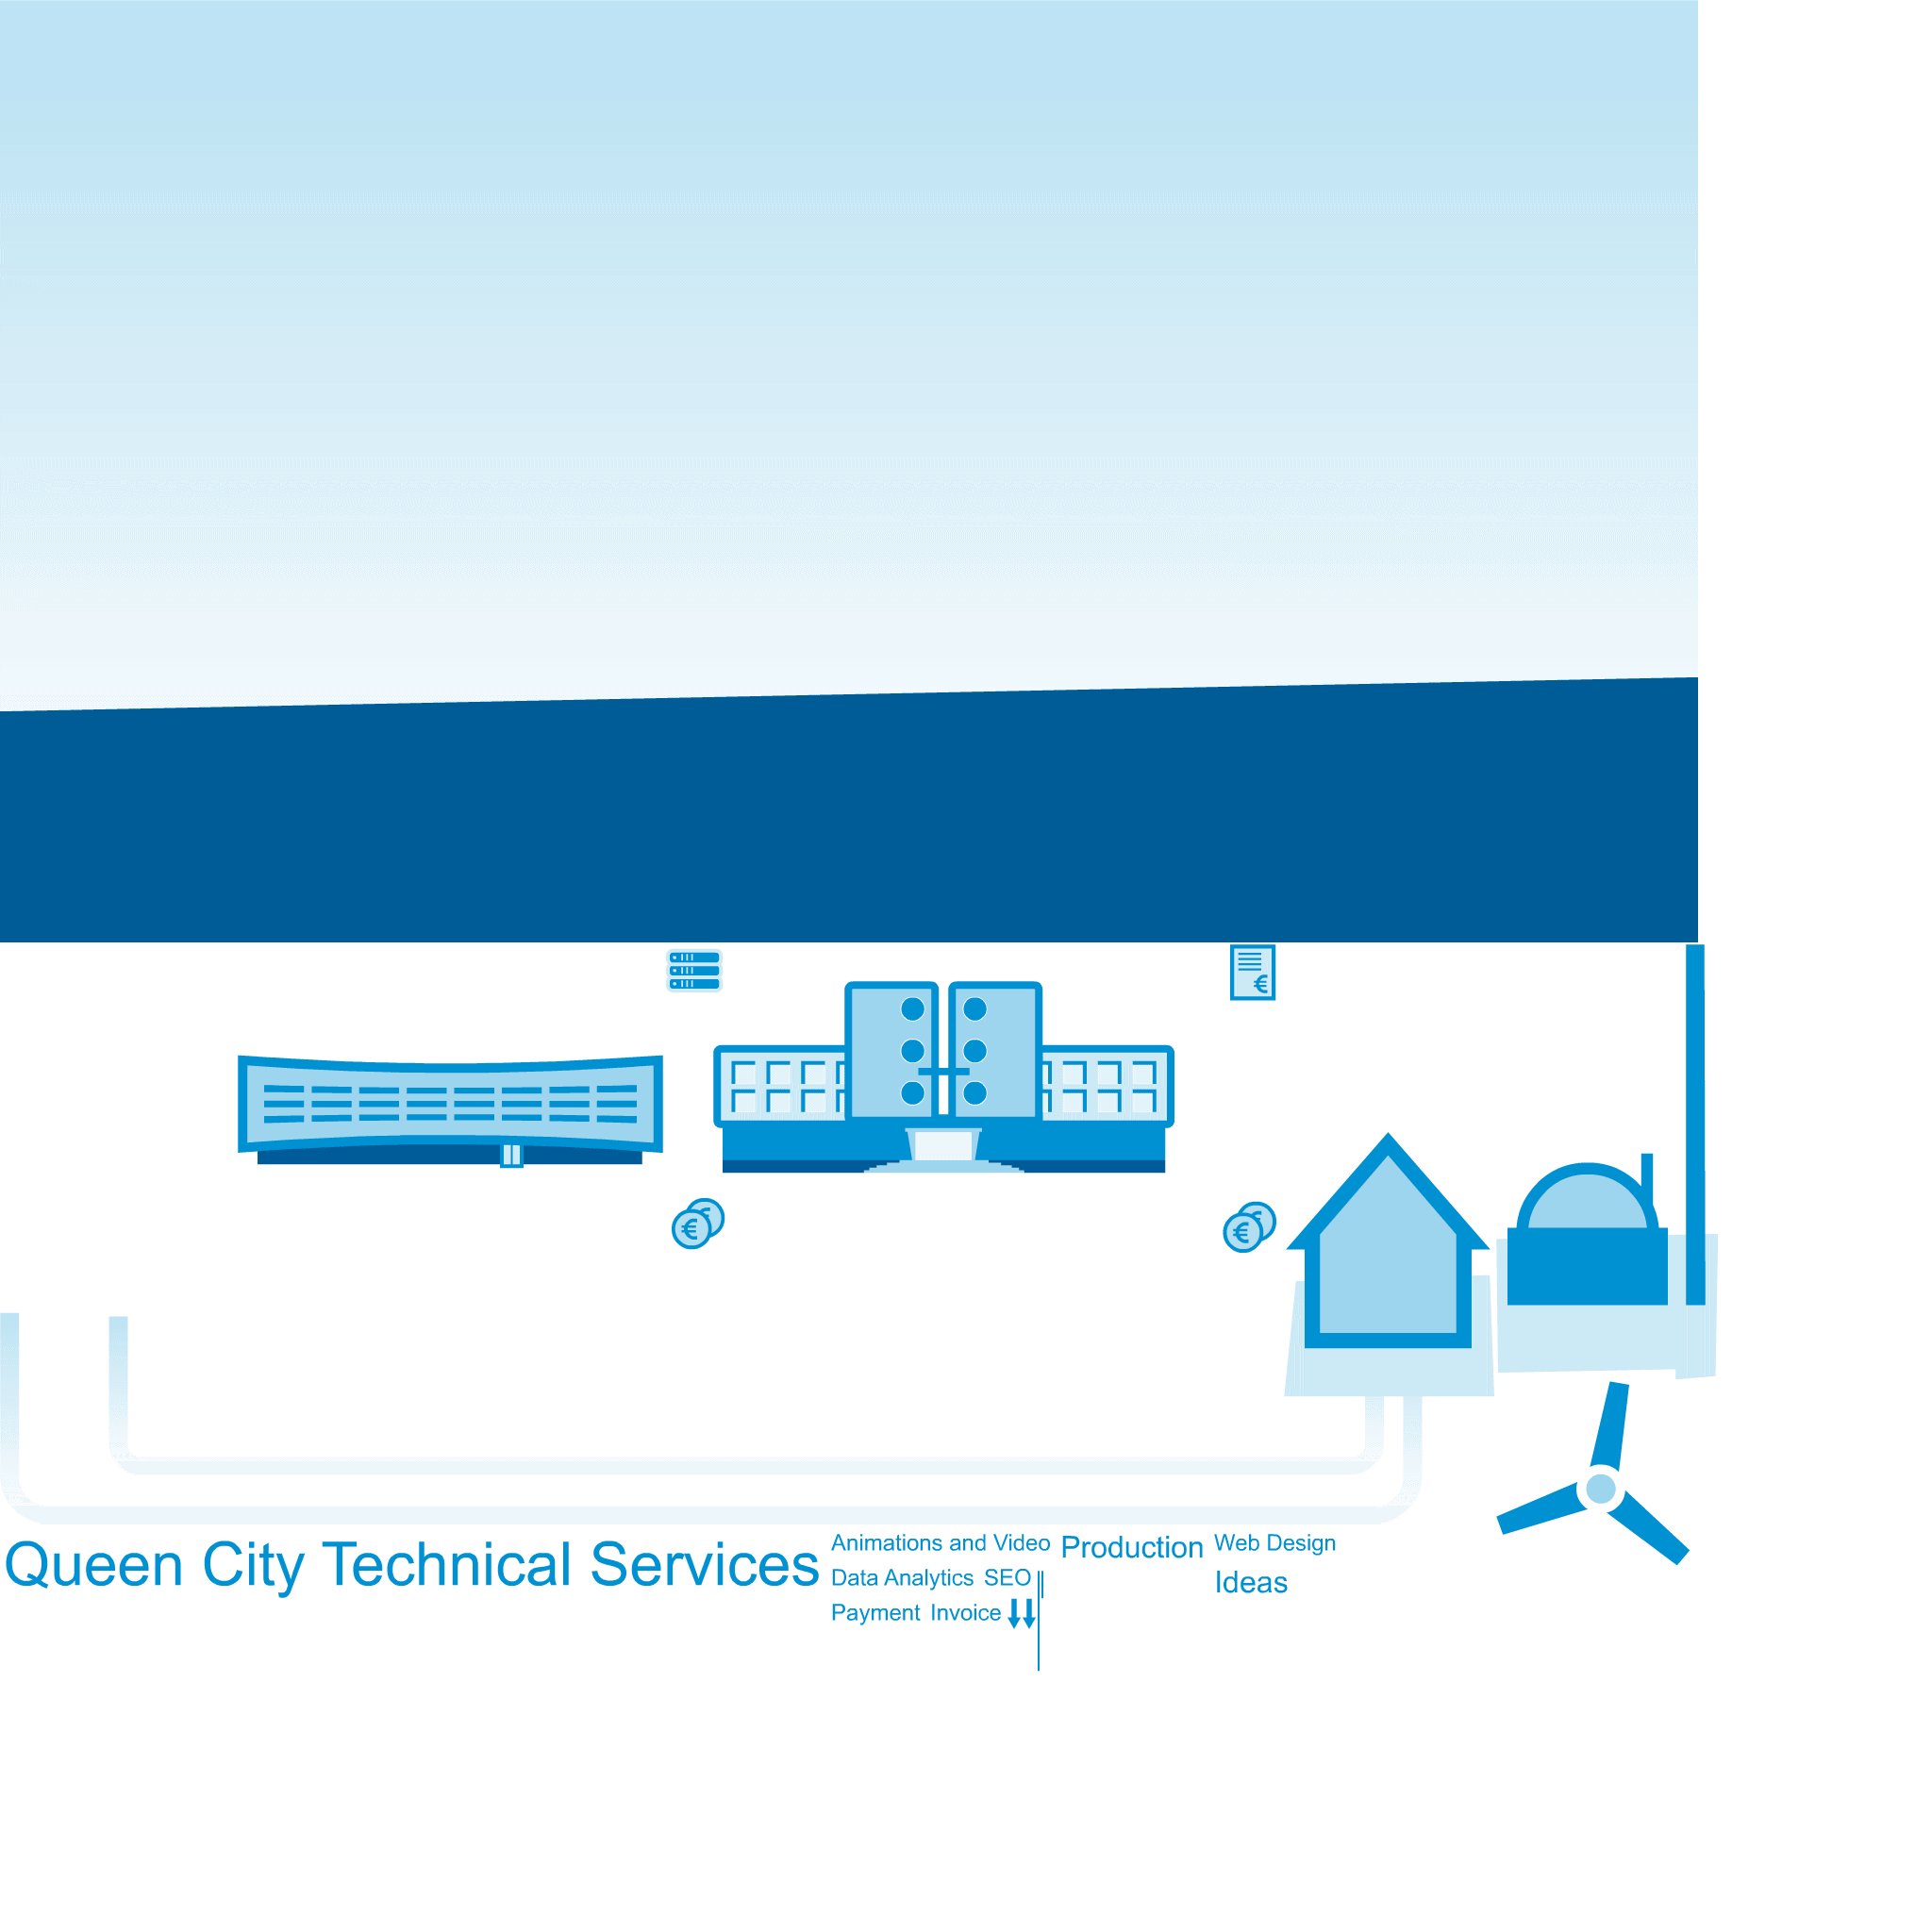 Queen City Technical Services
Animations and Video Production Web Design
Data Analytics SEO
Ideas
Payment Invoice
€
€
€
€
€